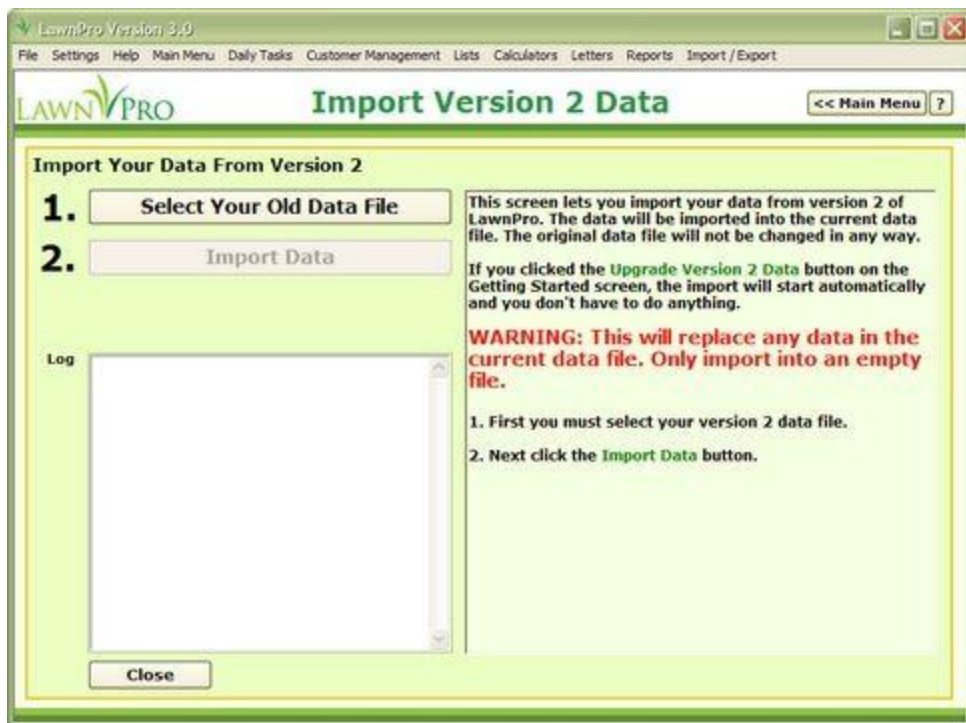 LawnPro Version 3.0
File Settings Help Main Menu Daily Tasks Customer Management Lists Calculators Letters Reports Import / Export
LAWN PRO
Import Version 2 Data
<< Main Menu ?
Import Your Data From Version 2
1. Select Your Old Data File
2. Import Data
This screen lets you import your data from version 2 of
LawnPro. The data will be imported into the current data
file. The original data file will not be changed in any way.
If you clicked the Upgrade Version 2 Data button on the
Getting Started screen, the import will start automatically
and you don't have to do anything.
WARNING: This will replace any data in the
current data file. Only import into an empty
file.
1. First you must select your version 2 data file.
2. Next click the Import Data button.
Log
Close